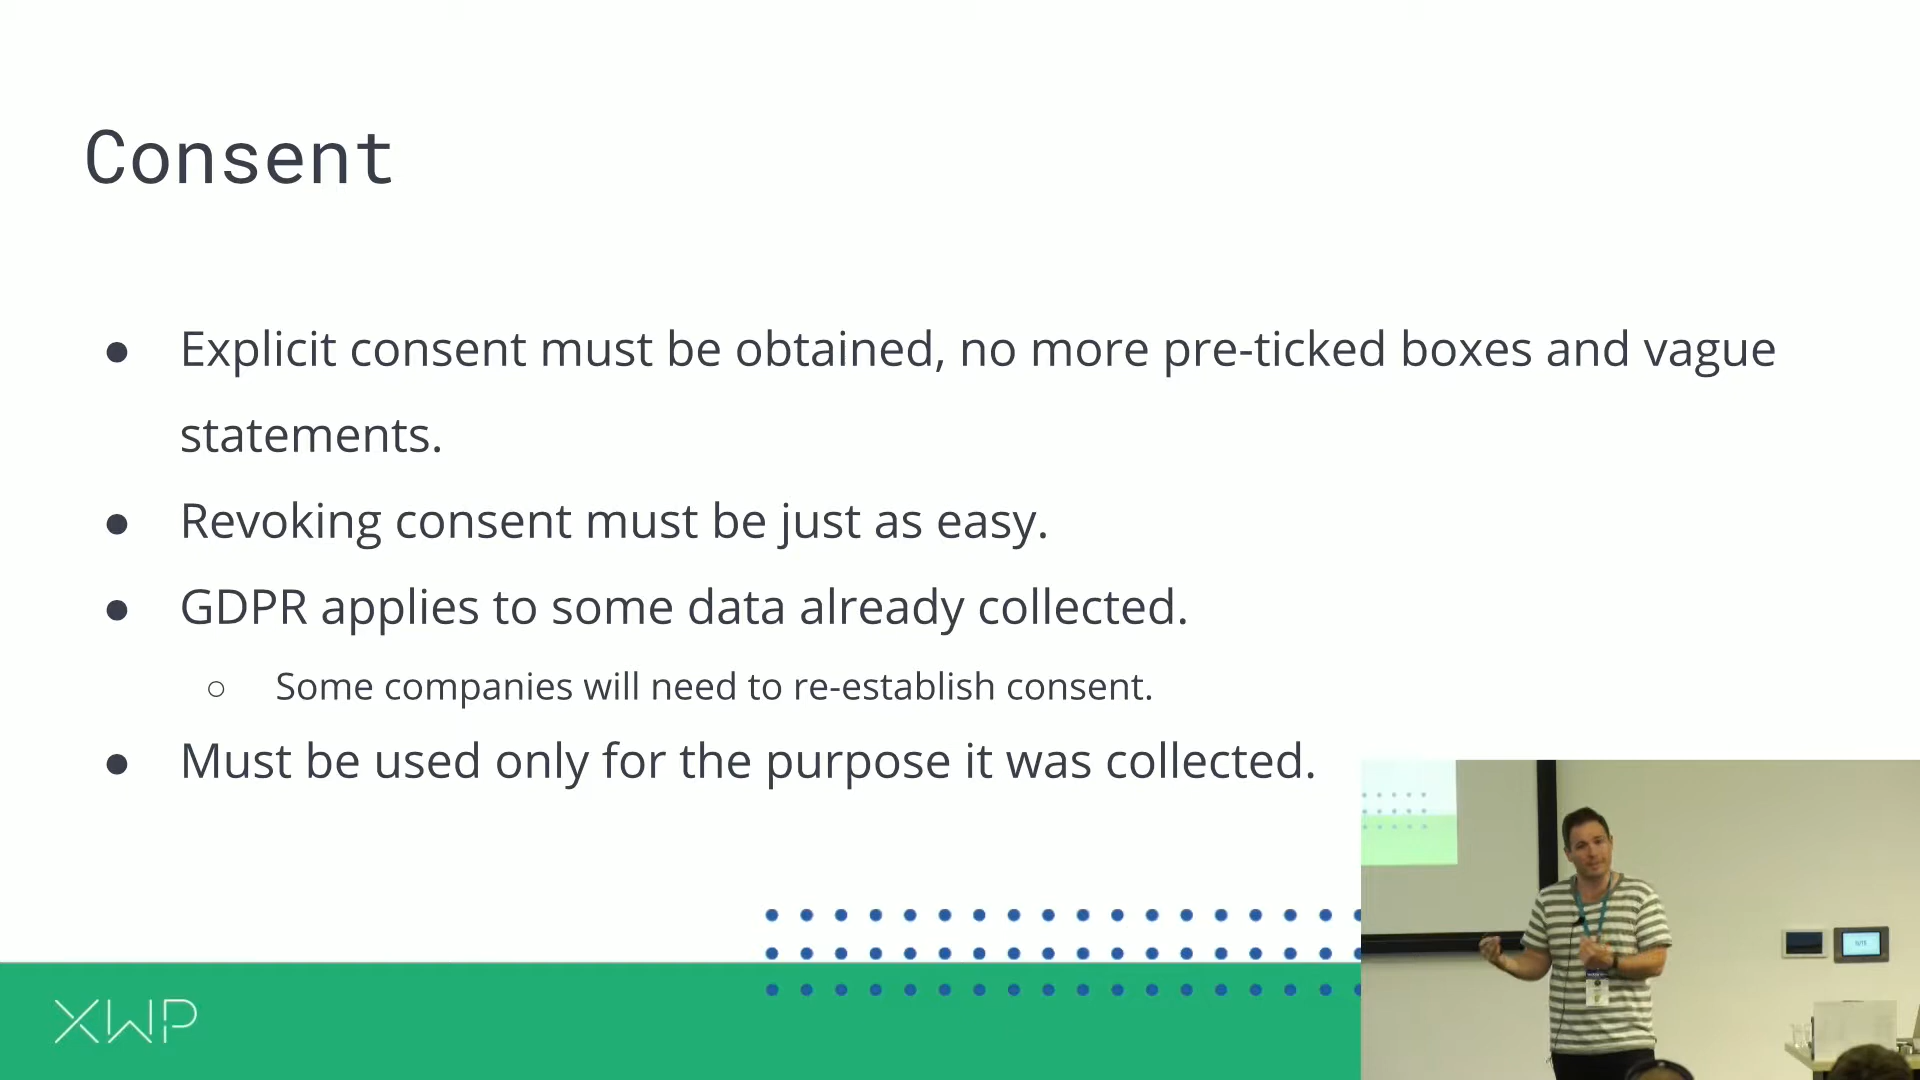 Consent
● Explicit consent must be obtained, no more pre-ticked boxes and vague
statements.
● Revoking consent must be just as easy.
● GDPR applies to some data already collected.
○ Some companies will need to re-establish consent.
● Must be used only for the purpose it was collected.
XWP